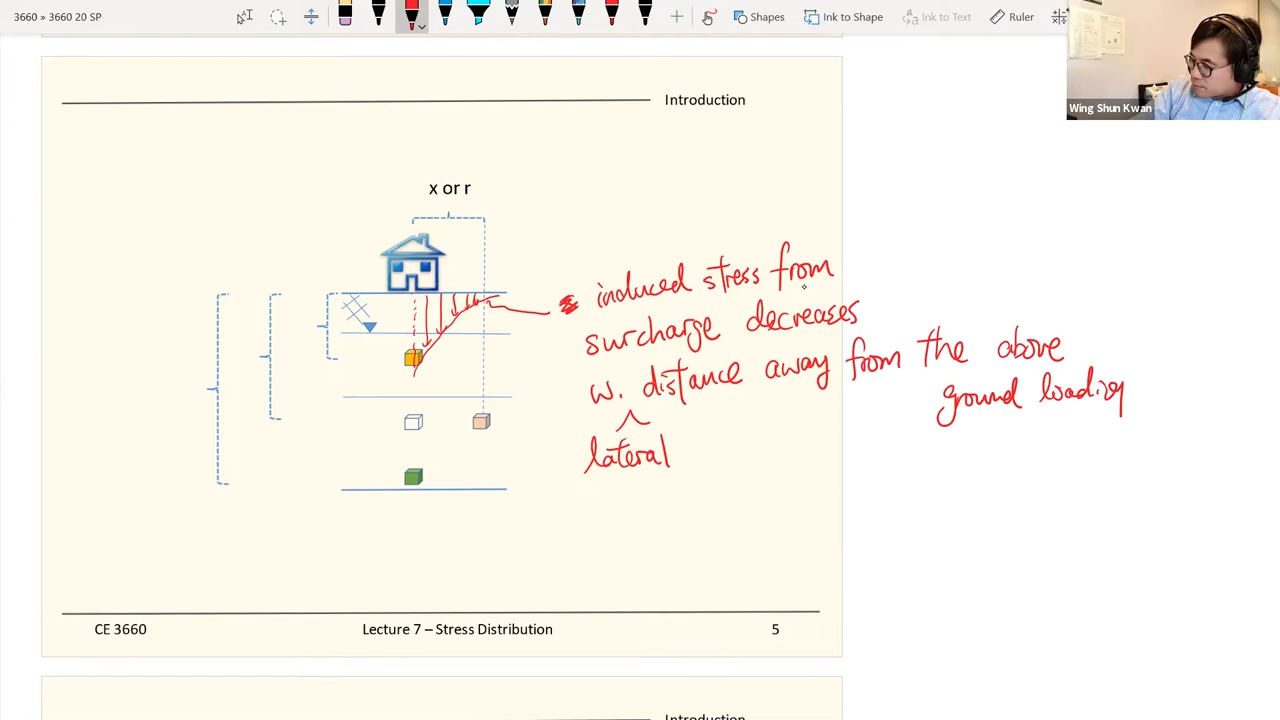 3660 » 3660 20 SP
Shapes
Ink to Shape
Ink to Text
Ruler
Wing Shun Kwan
Introduction
x or r
induced stress from
surcharge decreases
w. distance away from the above
ground loading
lateral
CE 3660
Lecture 7 – Stress Distribution
5
Introduction